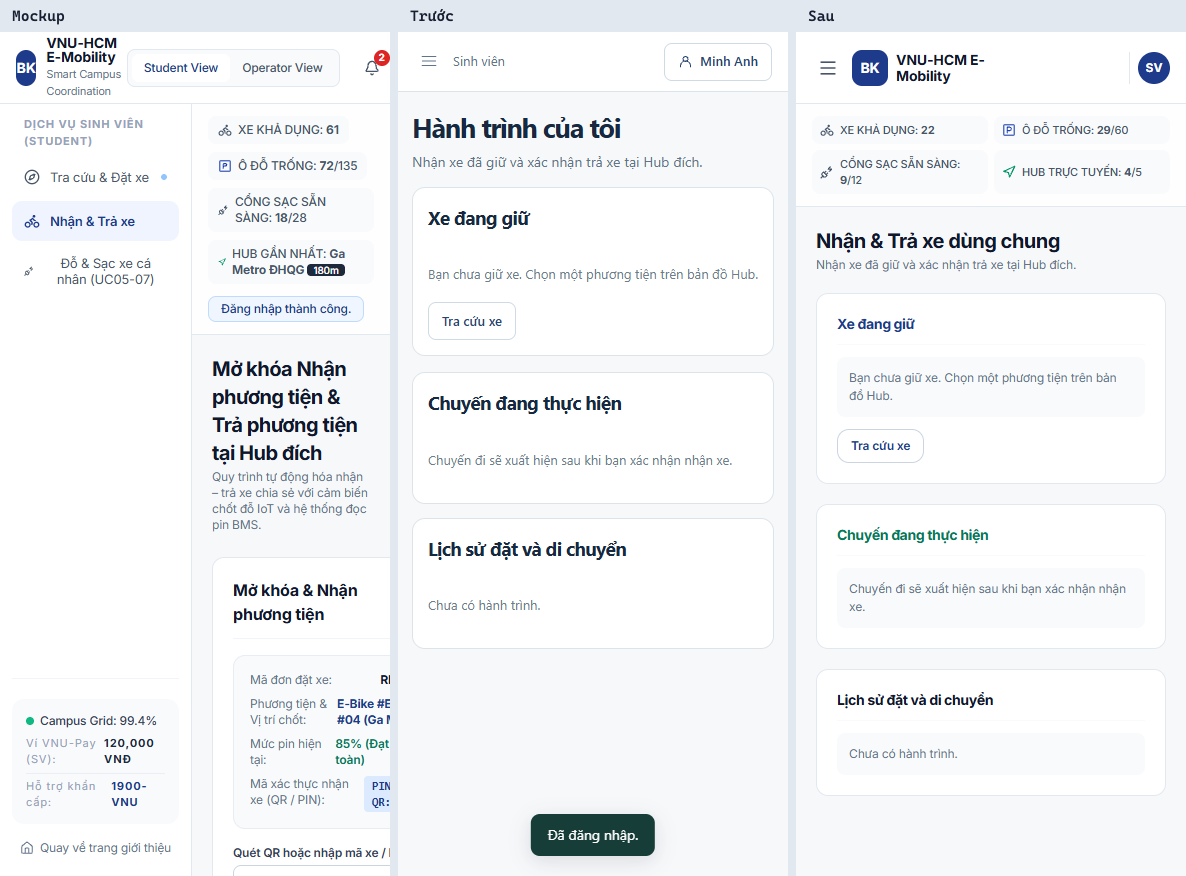 Mockup
VNU-HCM
E-Mobility
Smart Campus
Coordination
BK
Student View
Operator View
2
DỊCH VỤ SINH VIÊN
(STUDENT)
Tra cứu & Đặt xe
Nhận & Trả xe
Đỗ & Sạc xe cá
nhân (UC05-07)
Campus Grid: 99.4%
Ví VNU-Pay
(SV):
120,000
VNĐ
Hỗ trợ khẩn
cấp:
1900-
VNU
Quay về trang giới thiệu
XE KHẢ DỤNG: 61
Ô ĐỖ TRỐNG: 72/135
CỔNG SẠC SẴN
SÀNG: 18/28
HUB GẦN NHẤT: Ga
Metro ĐHQG 180m
Đăng nhập thành công.
Mở khóa Nhận
phương tiện &
Trả phương tiện
tại Hub đích
Quy trình tự động hóa nhận
– trả xe chia sẻ với cảm biến
chốt đỗ IoT và hệ thống đọc
pin BMS.
Mở khóa & Nhận
phương tiện
Mã đơn đặt xe:
Phương tiện &
Vị trí chốt:
E-Bike
#04 (Ga
Mức pin hiện
tại:
85% (Đạt
toàn)
Mã xác thực nhận
xe (QR / PIN):
PIN
QR:
Quét QR hoặc nhập mã xe /
Trước
Sinh viên
Minh Anh
Hành trình của tôi
Nhận xe đã giữ và xác nhận trả xe tại Hub đích.
Xe đang giữ
Bạn chưa giữ xe. Chọn một phương tiện trên bản đồ Hub.
Tra cứu xe
Chuyến đang thực hiện
Chuyến đi sẽ xuất hiện sau khi bạn xác nhận nhận xe.
Lịch sử đặt và di chuyển
Chưa có hành trình.
Đã đăng nhập.
Sau
BK
VNU-HCM E-
Mobility
SV
XE KHẢ DỤNG: 22
Ô ĐỖ TRỐNG: 29/60
CỔNG SẠC SẴN SÀNG:
9/12
HUB TRỰC TUYẾN: 4/5
Nhận & Trả xe dùng chung
Nhận xe đã giữ và xác nhận trả xe tại Hub đích.
Xe đang giữ
Bạn chưa giữ xe. Chọn một phương tiện trên bản
đồ Hub.
Tra cứu xe
Chuyến đang thực hiện
Chuyến đi sẽ xuất hiện sau khi bạn xác nhận nhận
xe.
Lịch sử đặt và di chuyển
Chưa có hành trình.